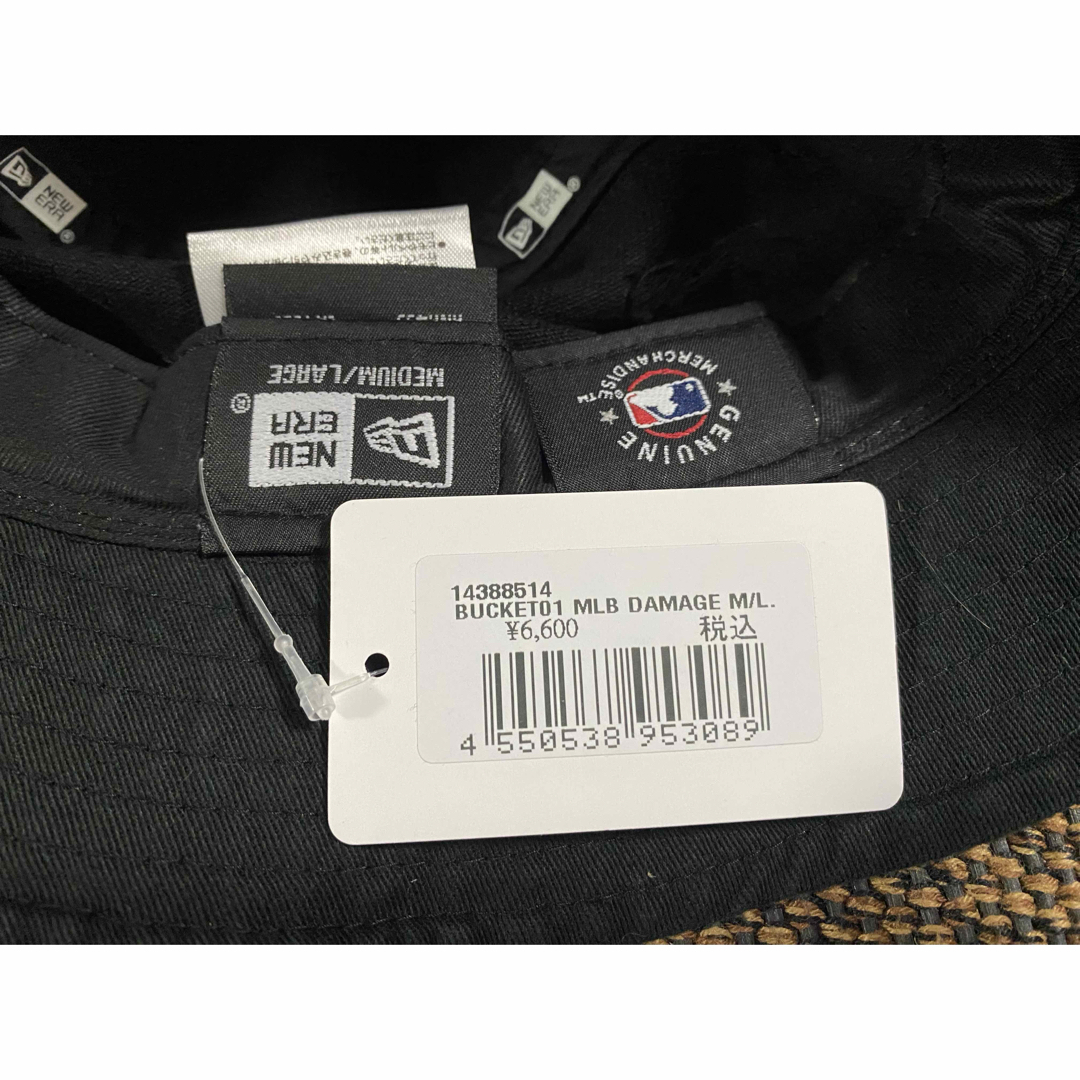 NEW
ERA
®
NEW
ERA
®
MEDIUM/LARGE
NEW
ERA
®
GENUINE
MERCHANDISE
™
14388514
BUCKET01 MLB DAMAGE M/L.
¥6,600 税込
4 550538 953089